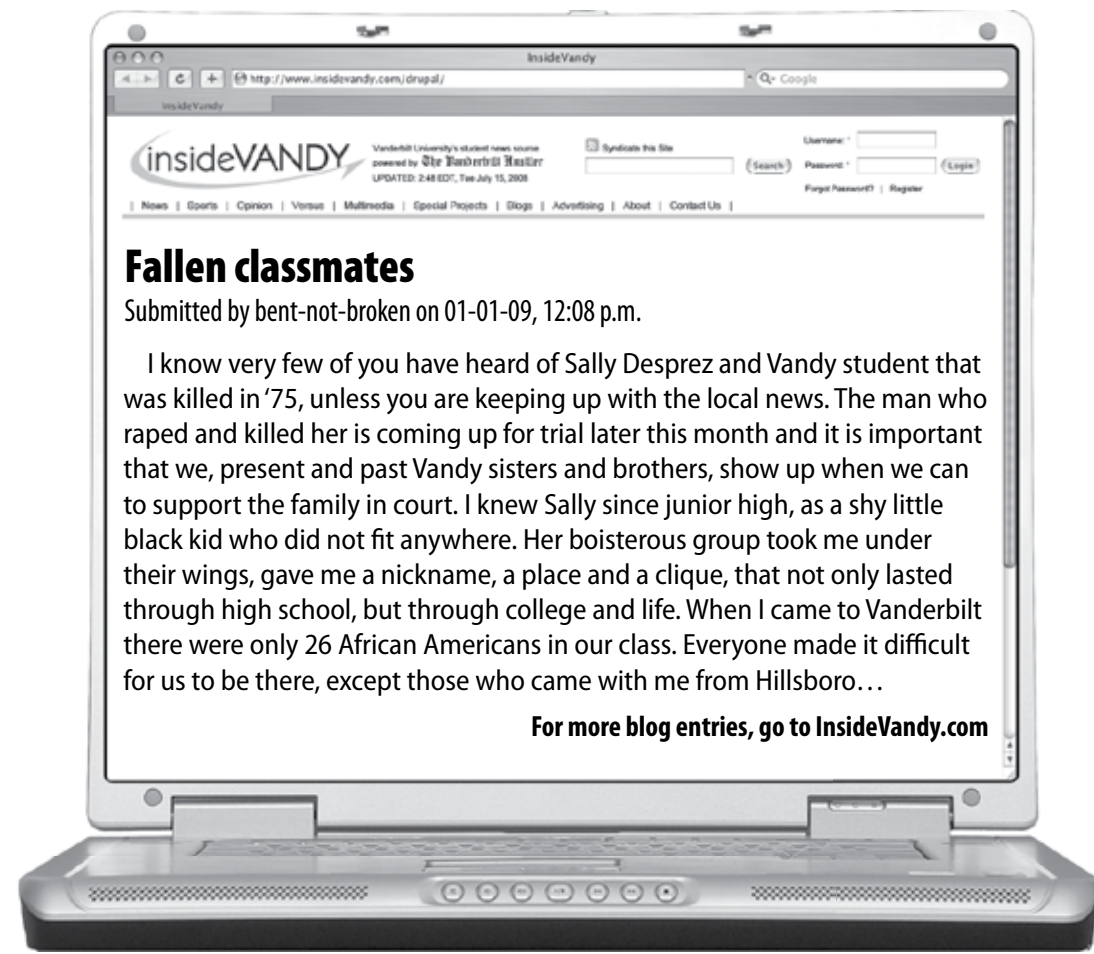 InsideVandy
http://www.insidevandy.com/drupal/
Google
InsideVandy
insideVANDY
Vanderbilt University's student news source
powered by The Vanderbilt Hustler
UPDATED: 2:48 EDT, Tue July 15, 2008
Syndicate this Site
Search
Username: *
Password: *
Login
Forgot Password? | Register
| News | Sports | Opinion | Versus | Multimedia | Special Projects | Blogs | Advertising | About | Contact Us |
Fallen classmates
Submitted by bent-not-broken on 01-01-09, 12:08 p.m.
I know very few of you have heard of Sally Desprez and Vandy student that
was killed in ‘75, unless you are keeping up with the local news. The man who
raped and killed her is coming up for trial later this month and it is important
that we, present and past Vandy sisters and brothers, show up when we can
to support the family in court. I knew Sally since junior high, as a shy little
black kid who did not fit anywhere. Her boisterous group took me under
their wings, gave me a nickname, a place and a clique, that not only lasted
through high school, but through college and life. When I came to Vanderbilt
there were only 26 African Americans in our class. Everyone made it difficult
for us to be there, except those who came with me from Hillsboro…
For more blog entries, go to InsideVandy.com